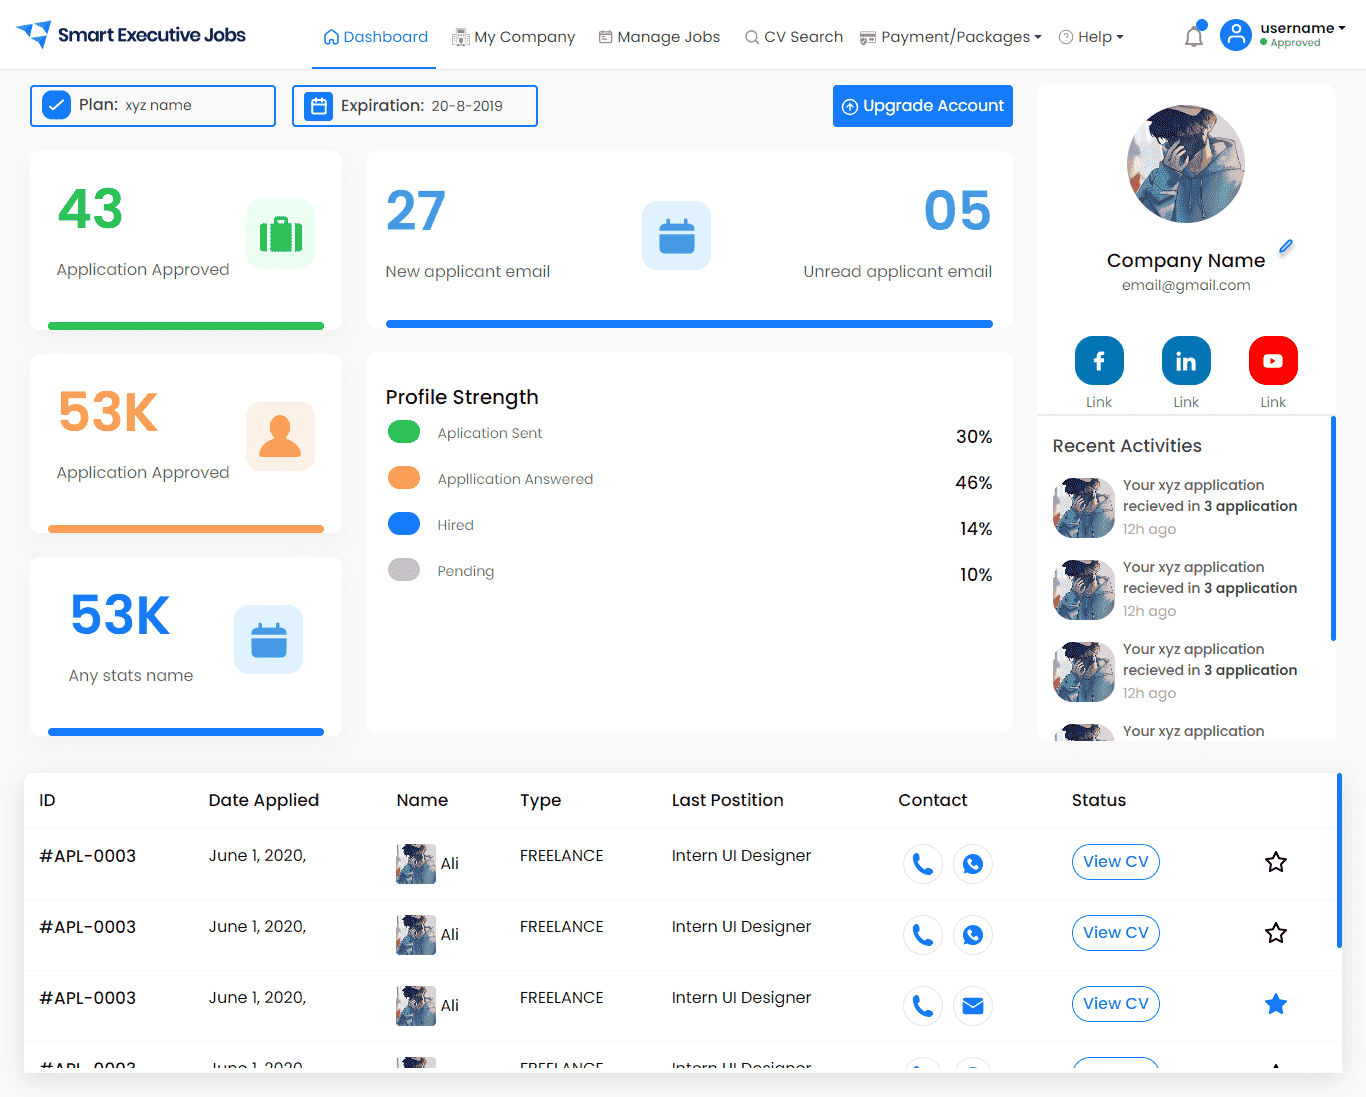 Smart Executive Jobs
Dashboard
My Company
Manage Jobs
CV Search
Payment/Packages
Help
username
Approved
Plan: xyz name
Expiration: 20-8-2019
Upgrade Account
43
Application Approved
27
New applicant email
05
Unread applicant email
53K
Application Approved
53K
Any stats name
Profile Strength
Aplication Sent 30%
Appllication Answered 46%
Hired 14%
Pending 10%
Company Name
email@gmail.com
Link Link Link
Recent Activities
Your xyz application
recieved in 3 application
12h ago
Your xyz application
recieved in 3 application
12h ago
Your xyz application
recieved in 3 application
12h ago
Your xyz application
ID Date Applied Name Type Last Postition Contact Status
#APL-0003 June 1, 2020, Ali FREELANCE Intern UI Designer View CV
#APL-0003 June 1, 2020, Ali FREELANCE Intern UI Designer View CV
#APL-0003 June 1, 2020, Ali FREELANCE Intern UI Designer View CV